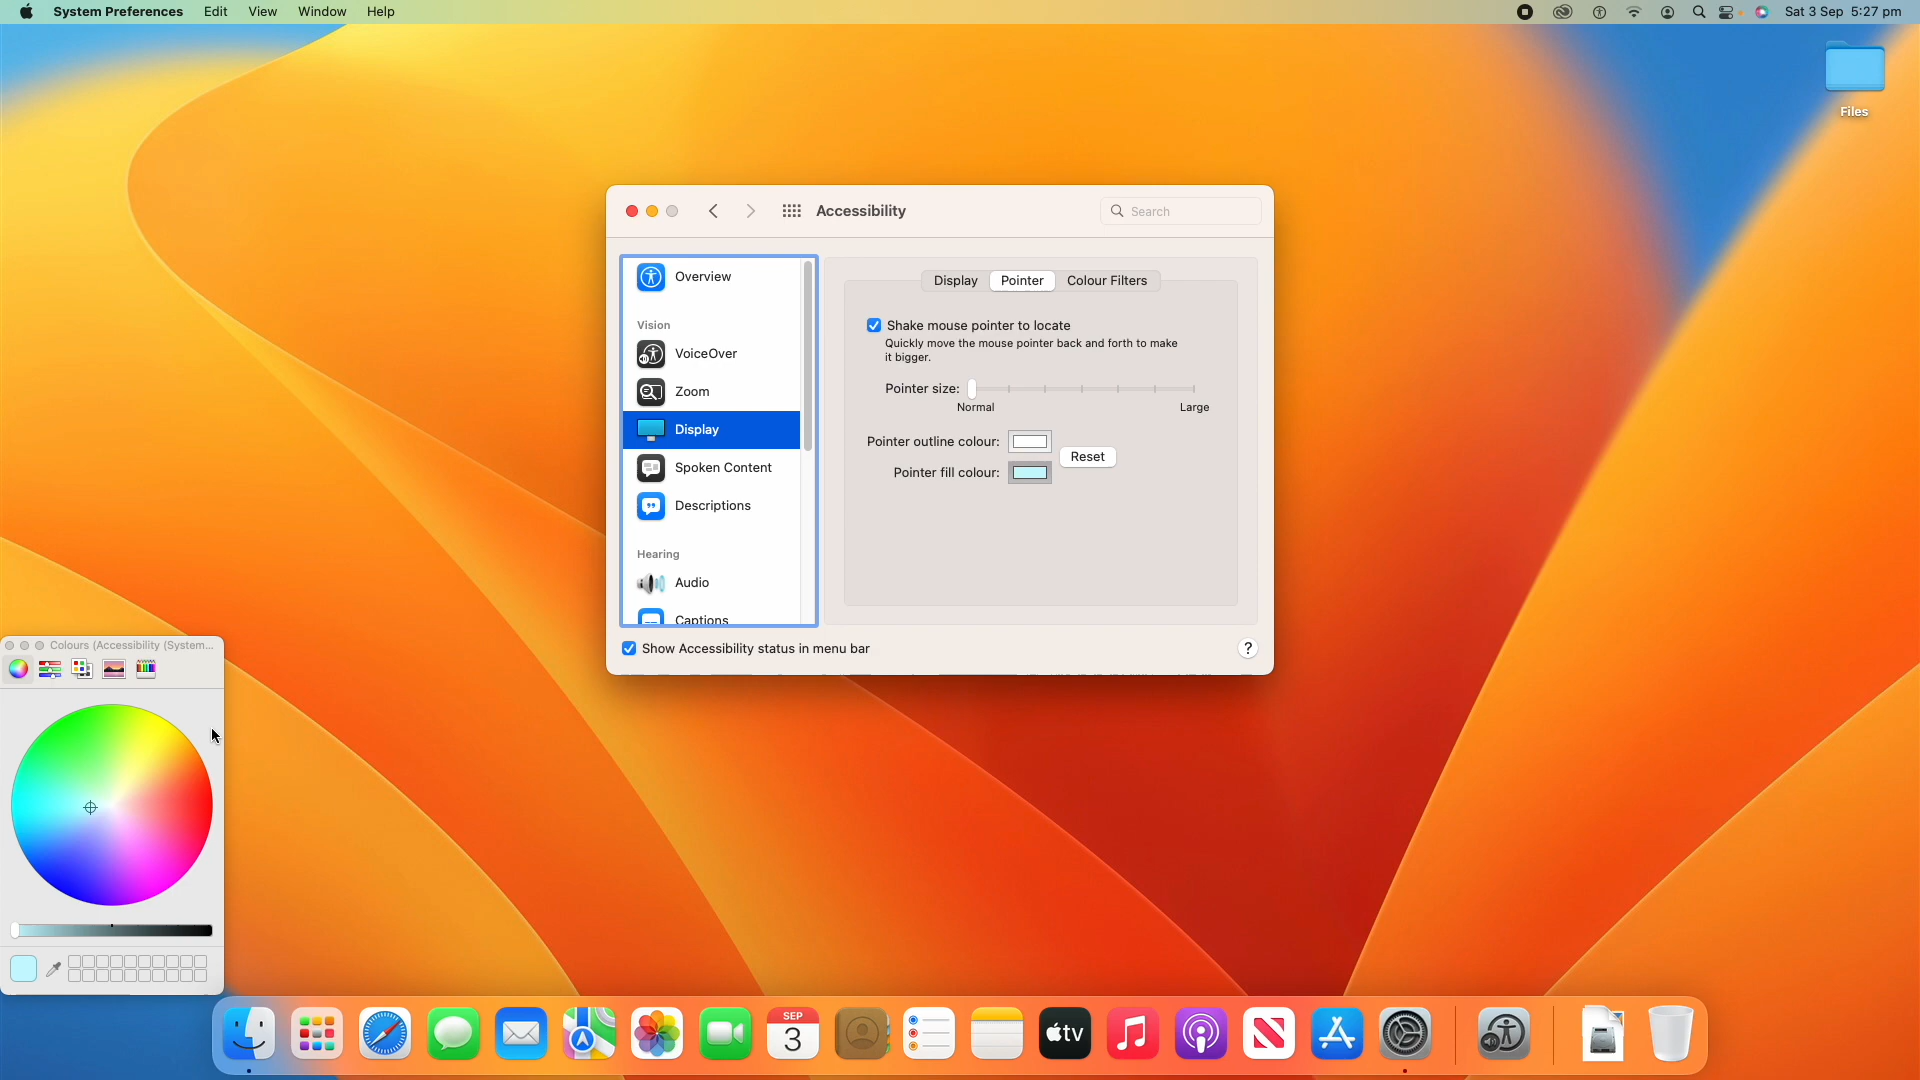 System Preferences Edit View Window Help
Sat 3 Sep 5:27 pm
Files
Accessibility
Search
Overview
Vision
VoiceOver
Zoom
Display
Spoken Content
Descriptions
Hearing
Audio
Captions
Display Pointer Colour Filters
Shake mouse pointer to locate
Quickly move the mouse pointer back and forth to make
it bigger.
Pointer size:
Normal Large
Pointer outline colour:
Reset
Pointer fill colour:
Show Accessibility status in menu bar
?
Colours (Accessibility (System...
SEP
3
tv